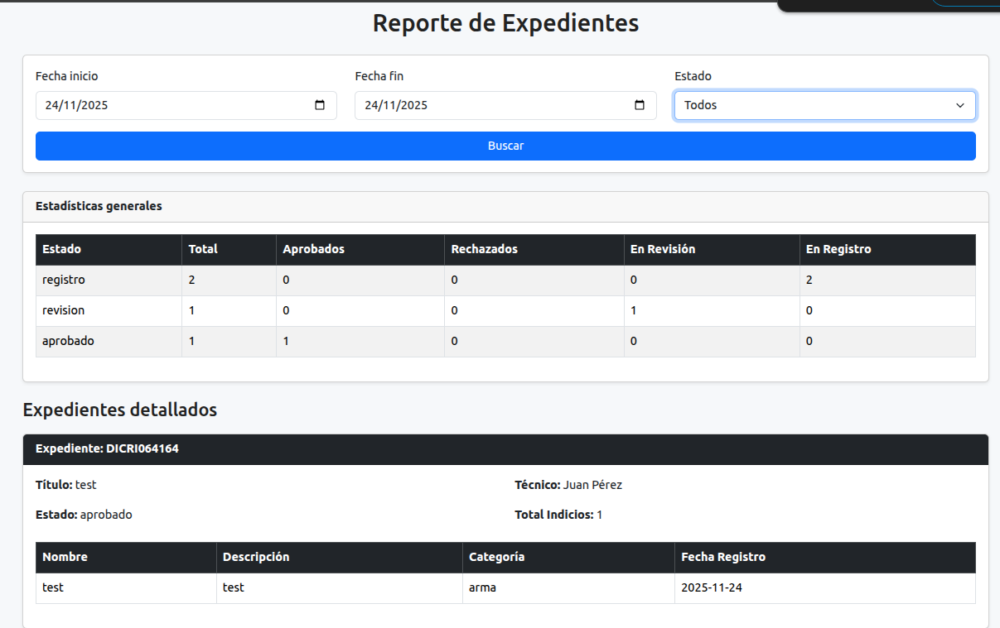 Reporte de Expedientes
Fecha inicio Fecha fin Estado
24/11/2025 24/11/2025 Todos
Buscar
Estadísticas generales
Estado Total Aprobados Rechazados En Revisión En Registro
registro 2 0 0 0 2
revision 1 0 0 1 0
aprobado 1 1 0 0 0
Expedientes detallados
Expediente: DICRI064164
Título: test Técnico: Juan Pérez
Estado: aprobado Total Indicios: 1
Nombre Descripción Categoría Fecha Registro
test test arma 2025-11-24